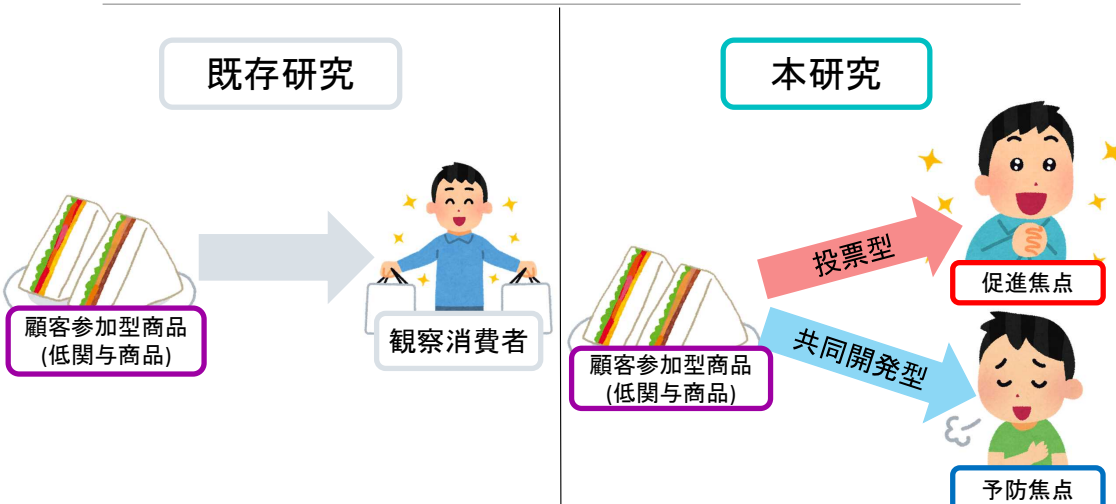 既存研究
顧客参加型商品
(低関与商品)
観察消費者
本研究
顧客参加型商品
(低関与商品)
投票型
共同開発型
促進焦点
予防焦点